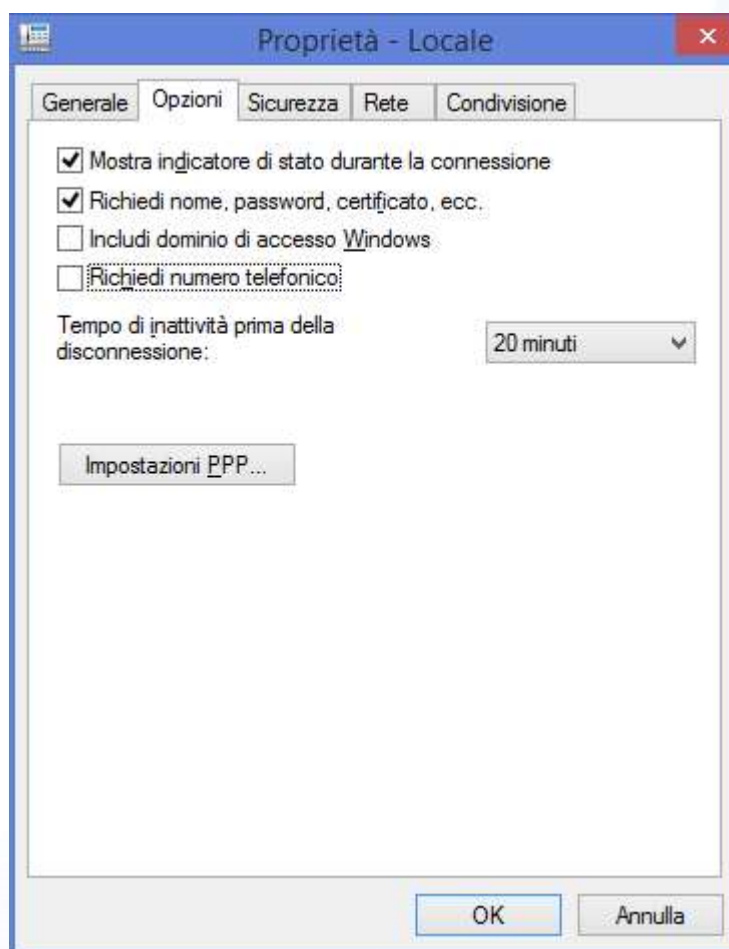 Proprietà - Locale
Generale Opzioni Sicurezza Rete Condivisione
Mostra indicatore di stato durante la connessione
Richiedi nome, password, certificato, ecc.
Includi dominio di accesso Windows
Richiedi numero telefonico
Tempo di inattività prima della
disconnessione:
20 minuti
Impostazioni PPP...
OK Annulla